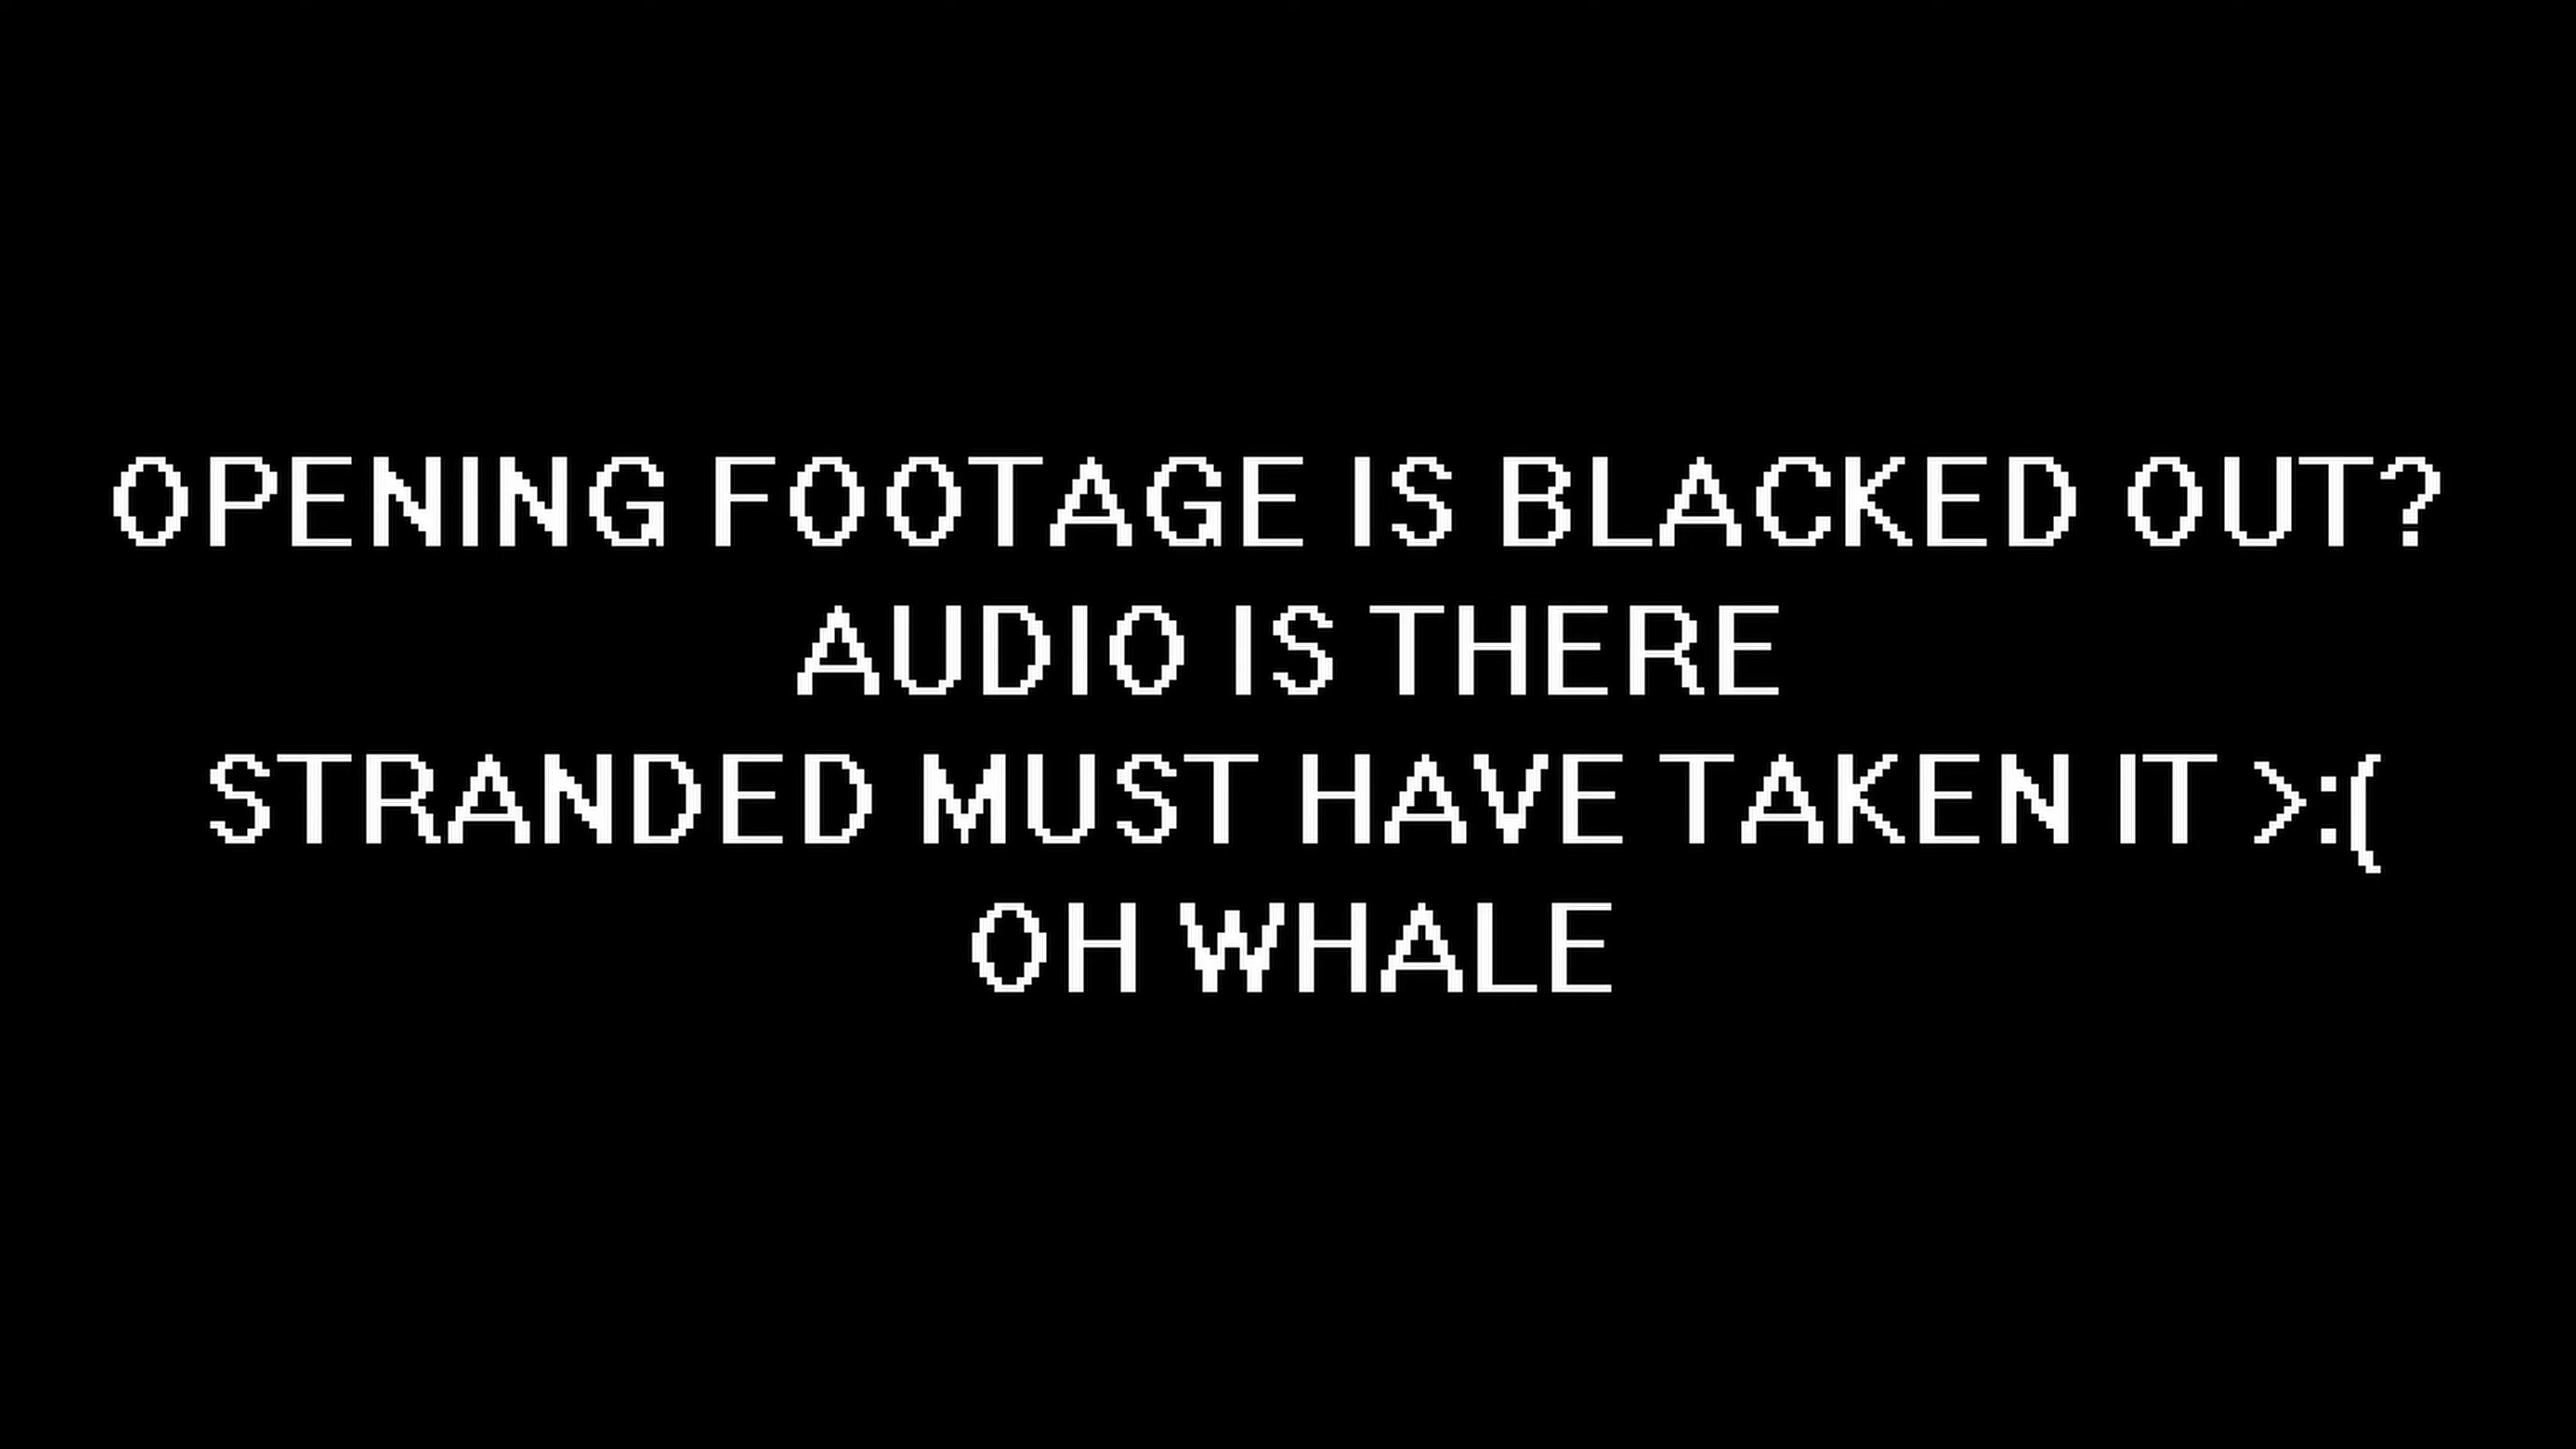 OPENING FOOTAGE IS BLACKED OUT?
AUDIO IS THERE
STRANDED MUST HAVE TAKEN IT >:(
OH WHALE